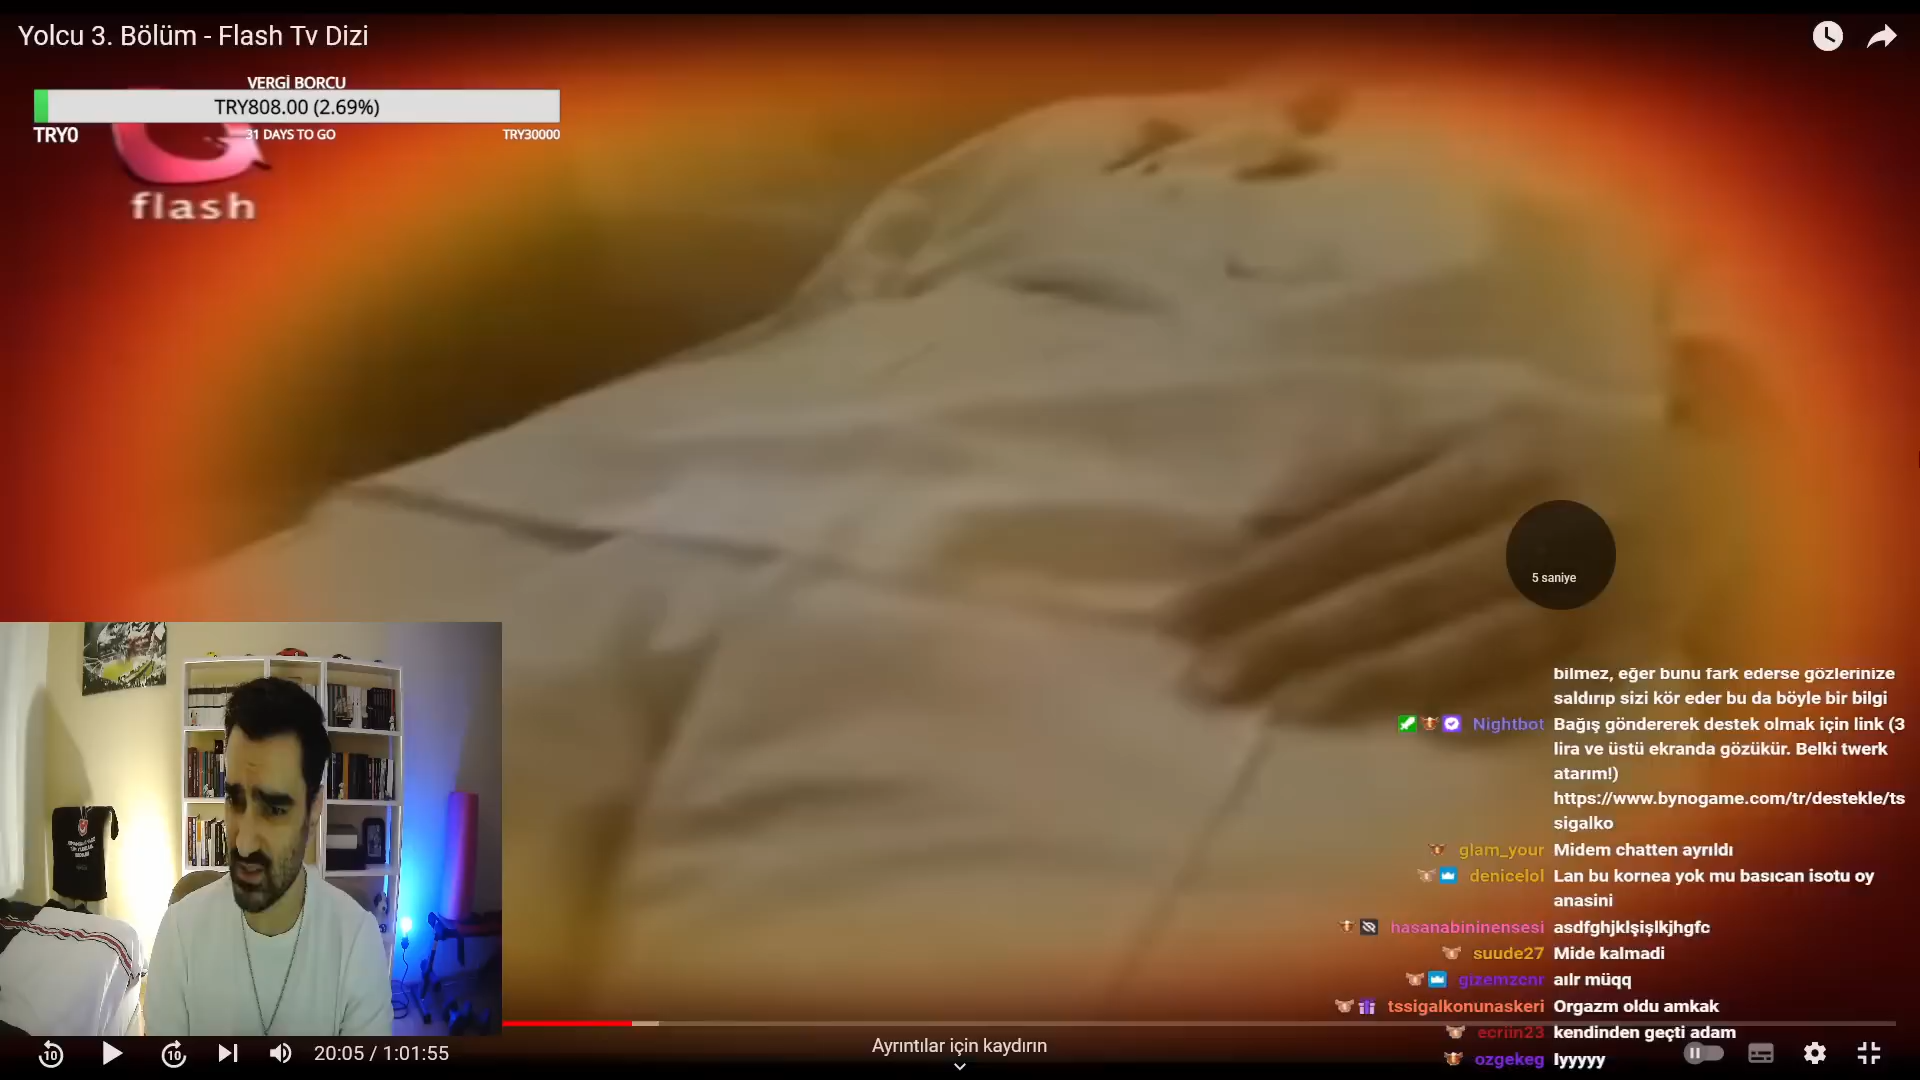 Yolcu 3. Bölüm - Flash Tv Dizi
VERGİ BORCU
TRY808.00 (2.69%)
TRY0
31 DAYS TO GO
TRY30000
flash
5 saniye
bilmez, eğer bunu fark ederse gözlerinize
saldırıp sizi kör eder bu da böyle bir bilgi
Nightbot Bağış göndererek destek olmak için link (3
lira ve üstü ekranda gözükür. Belki twerk
atarım!)
https://www.bynogame.com/tr/destekle/ts
sigalko
glam_your Midem chatten ayrıldı
denicelol Lan bu kornea yok mu basıcan isotu oy
anasini
hasanabininensesi asdfghjklşişlkjhgfc
suude27 Mide kalmadi
gizemzcnr aılr müqq
tssigalkonunaskeri Orgazm oldu amkak
ecriin23 kendinden geçti adam
ozgekeg Iyyyyy
10
10
20:05 / 1:01:55
Ayrıntılar için kaydırın